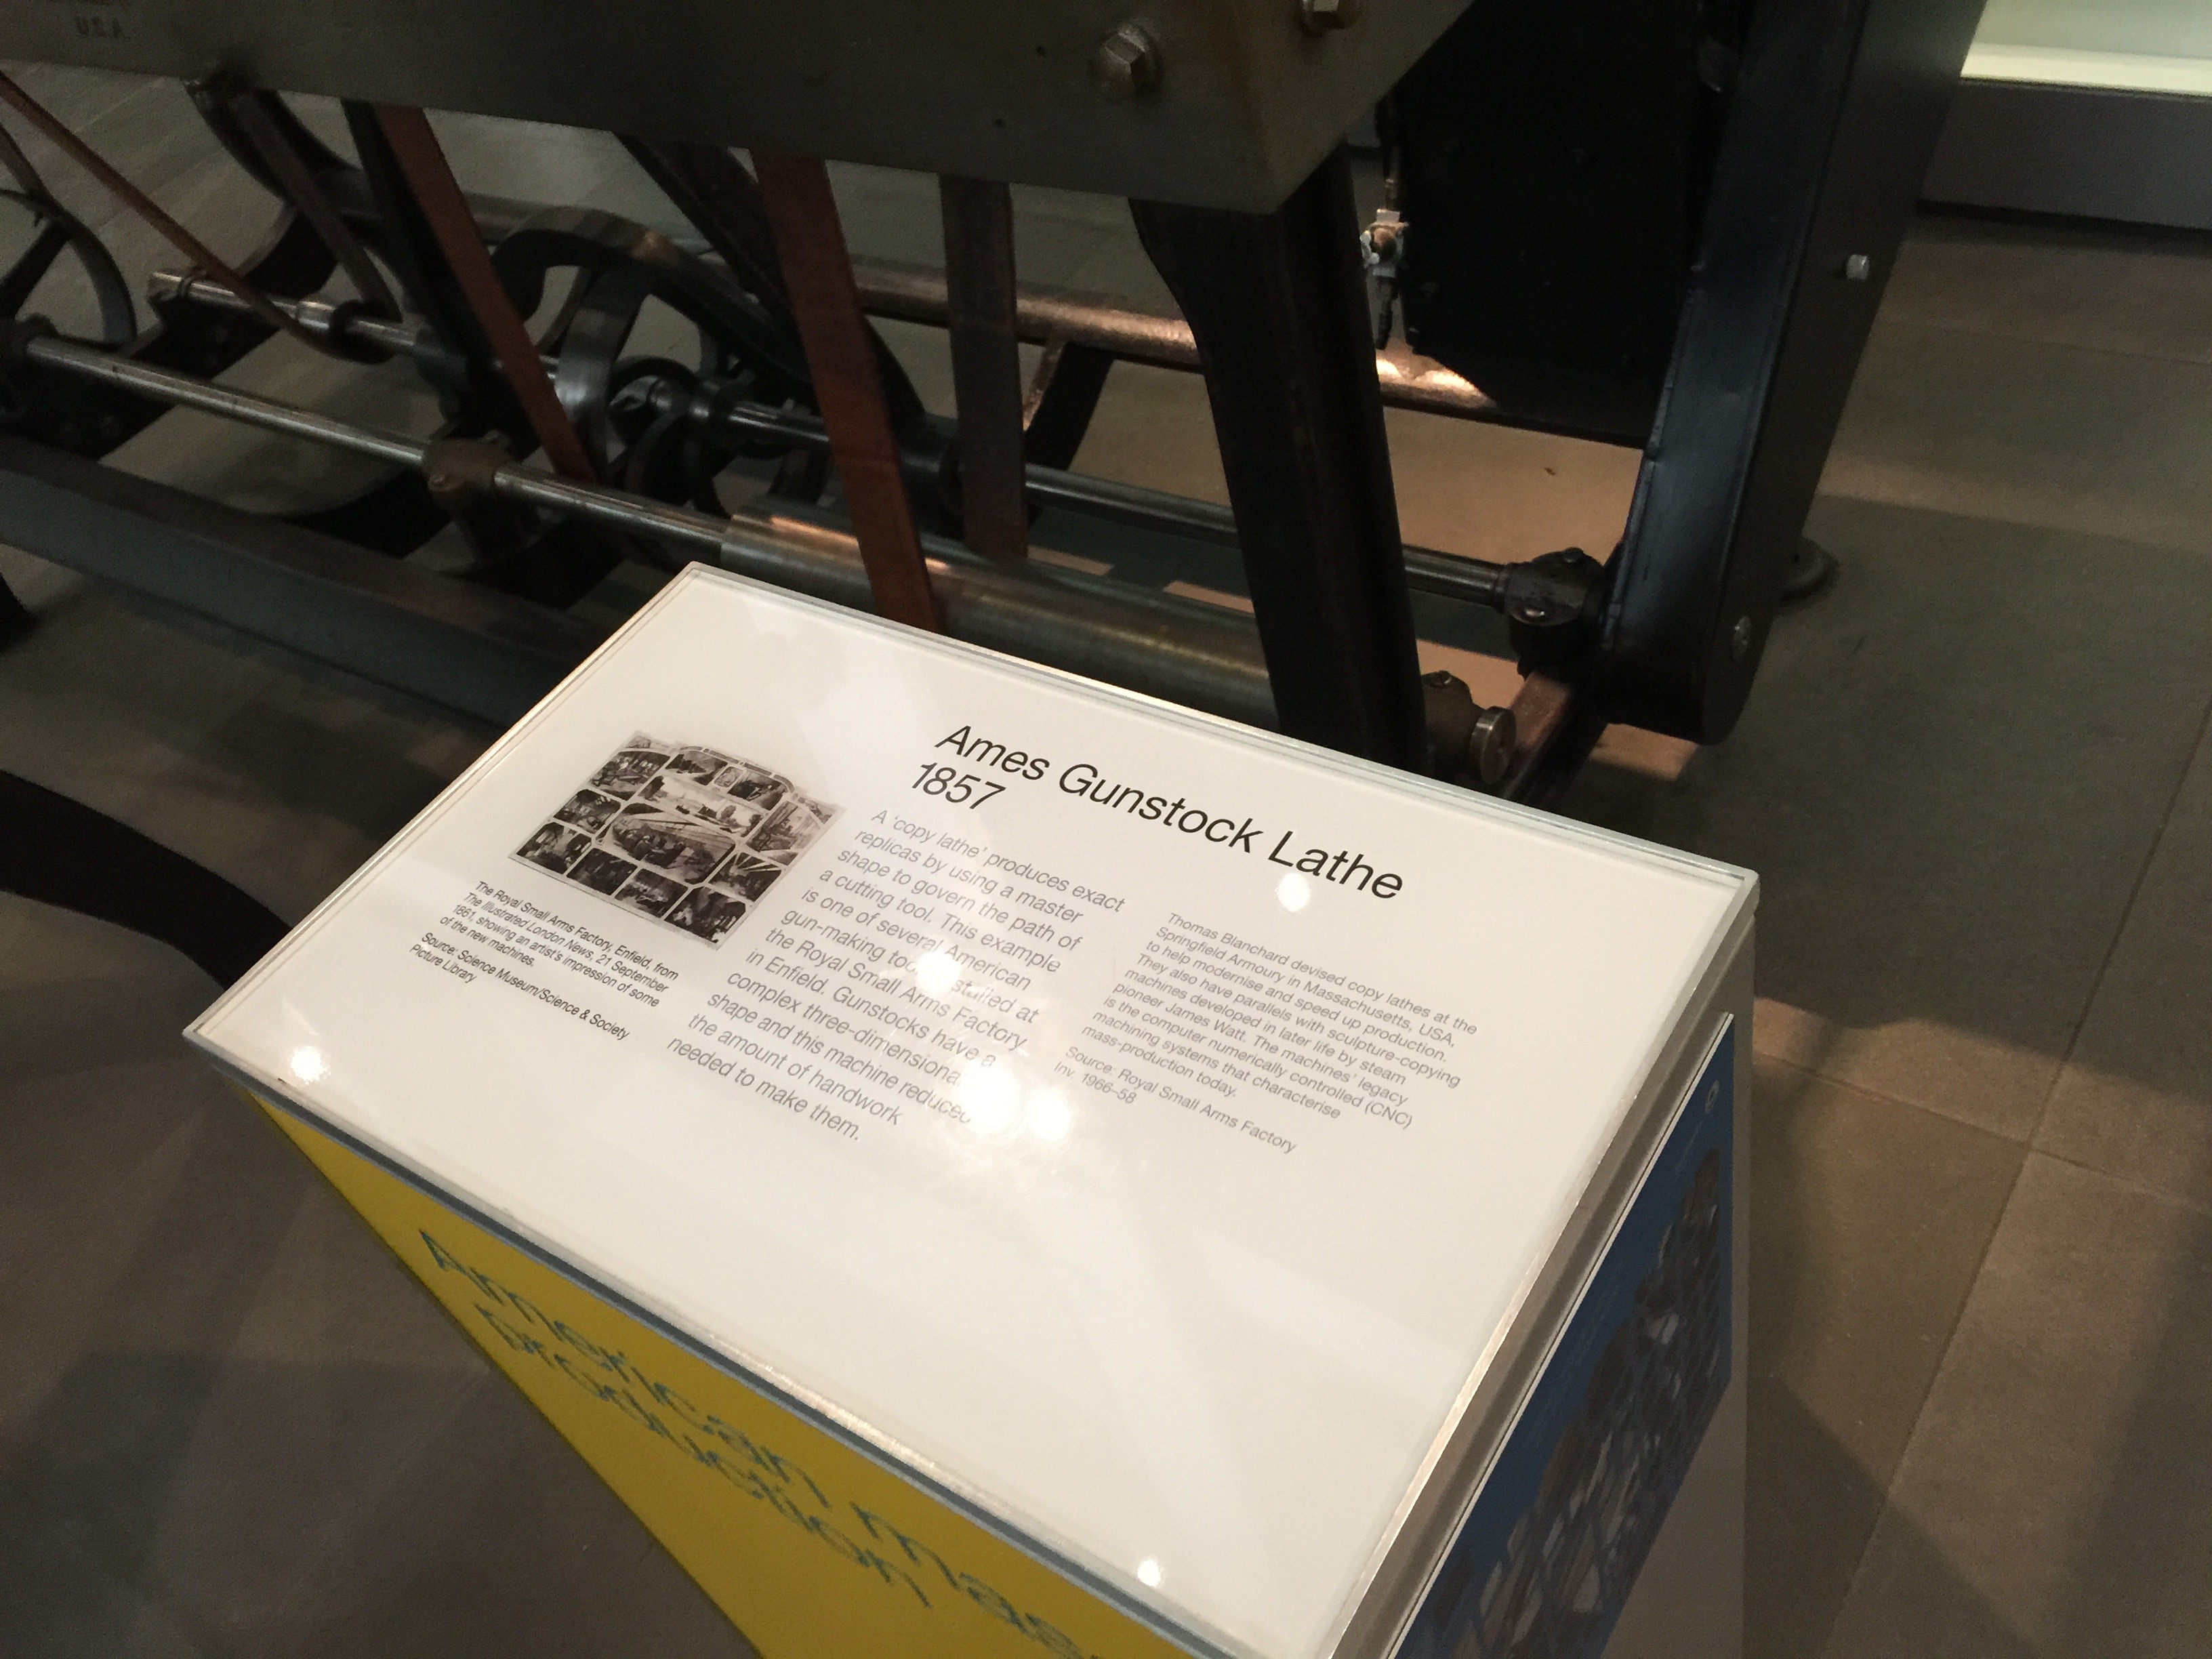 Ames Gunstock Lathe
1857
A 'copy lathe' produces exact
replicas by using a master
shape to govern the path of
a cutting tool. This example
is one of several American
gun-making tools installed at
the Royal Small Arms Factory
in Enfield. Gunstocks have a
complex three-dimensional
shape and this machine reduced
the amount of handwork
needed to make them.
Thomas Blanchard devised copy lathes at the
Springfield Armoury in Massachusetts, USA,
to help modernise and speed up production.
They also have parallels with sculpture-copying
machines developed in later life by steam
pioneer James Watt. The machines' legacy
is the computer numerically controlled (CNC)
machining systems that characterise
mass-production today.
Source: Royal Small Arms Factory
Inv. 1966-58
The Royal Small Arms Factory, Enfield, from
The Illustrated London News, 21 September
1861, showing an artist's impression of some
of the new machines.
Source: Science Museum/Science & Society
Picture Library
American mas
production